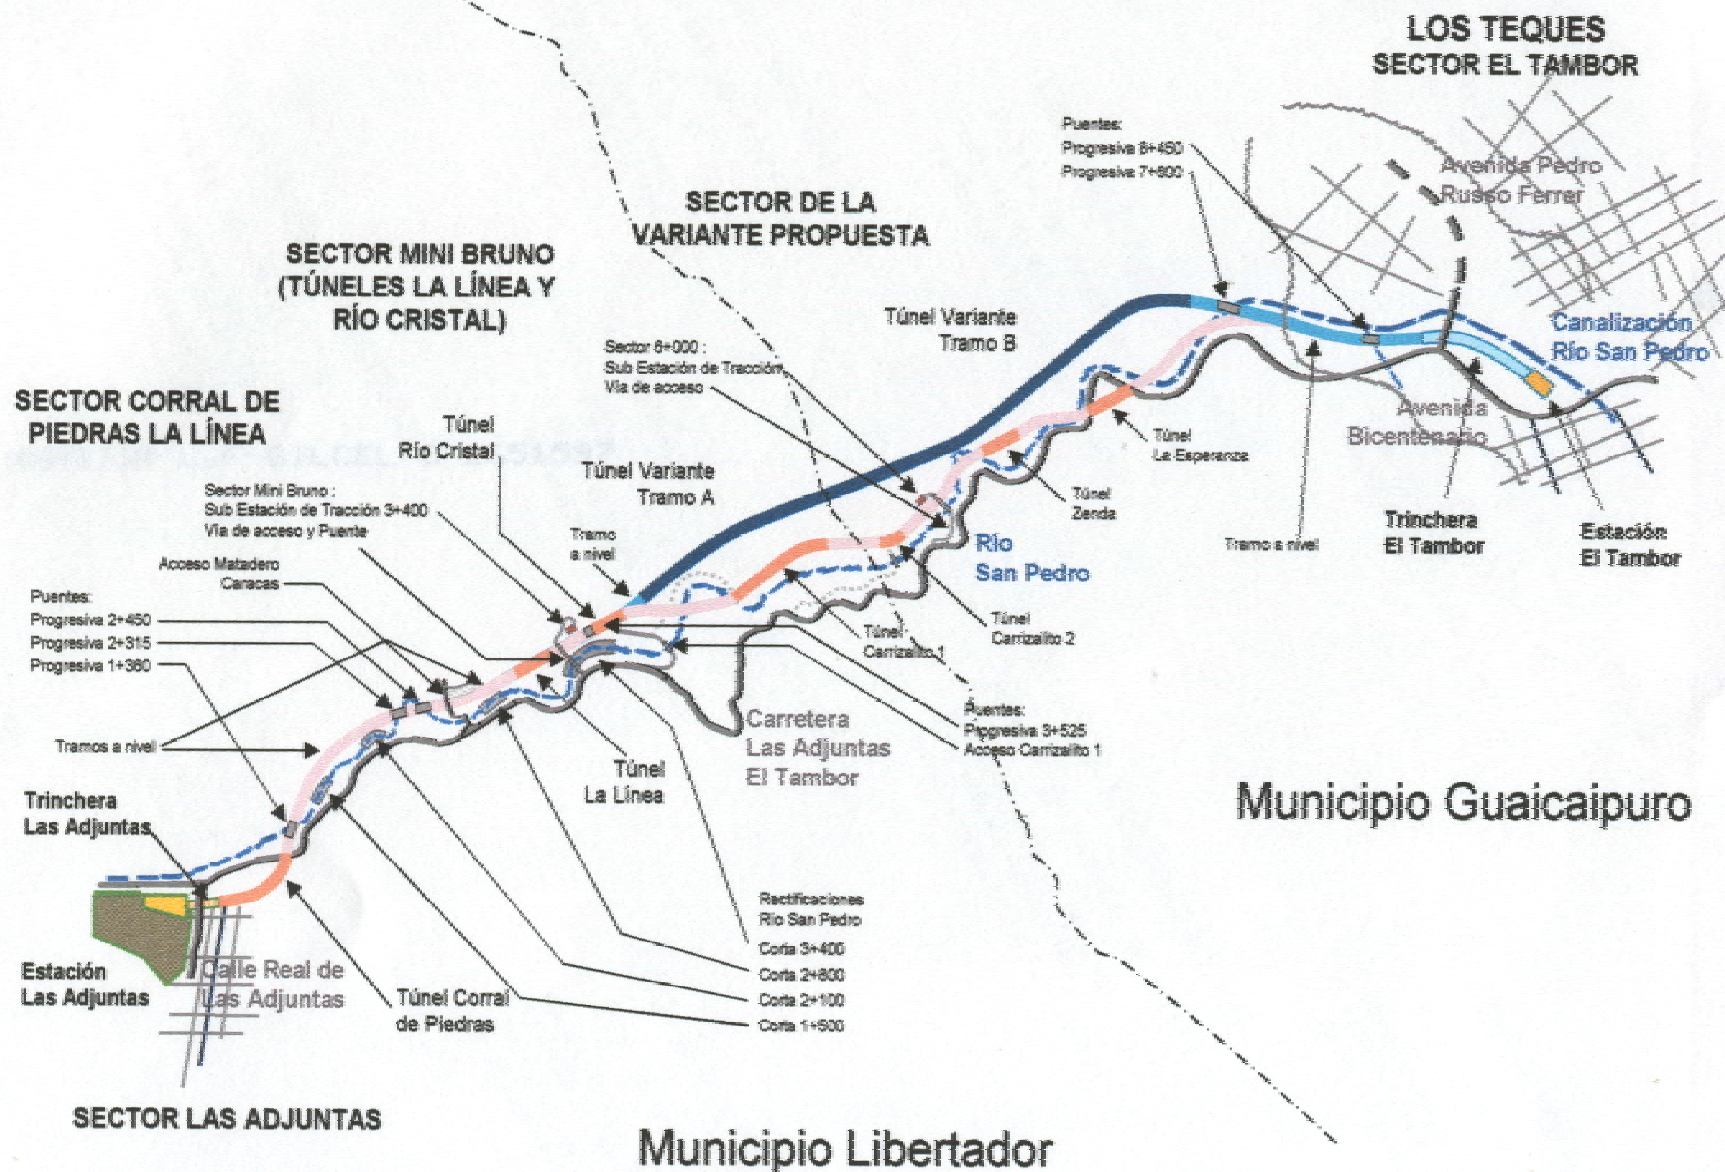 LOS TEQUES
SECTOR EL TAMBOR
Puentes:
Progresiva 8+450
Progresiva 7+800
Avenida Pedro
Russo Ferrer
SECTOR DE LA
VARIANTE PROPUESTA
SECTOR MINI BRUNO
(TÚNELES LA LÍNEA Y
RÍO CRISTAL)
Túnel Variante
Tramo B
Canalización
Río San Pedro
Sector 6+000 :
Sub Estación de Tracción
Vía de acceso
SECTOR CORRAL DE
PIEDRAS LA LÍNEA
Túnel
Río Cristal
Túnel Variante
Tramo A
Avenida
Bicentenario
Túnel
La Esperanza
Túnel
Zenda
Sector Mini Bruno :
Sub Estación de Tracción 3+400
Vía de acceso y Puente
Tramo
a nivel
Acceso Matadero
Caracas
Río
San Pedro
Tramo a nivel
Trinchera
El Tambor
Estación
El Tambor
Puentes:
Progresiva 2+450
Progresiva 2+315
Progresiva 1+360
Túnel
Carrizalito 2
Túnel
Carrizalito 1
Puentes:
Progresiva 3+525
Acceso Carrizalito 1
Carretera
Las Adjuntas
El Tambor
Tramos a nivel
Túnel
La Línea
Trinchera
Las Adjuntas
Municipio Guaicaipuro
Rectificaciones
Río San Pedro
Corta 3+400
Corta 2+800
Corta 2+100
Corta 1+900
Estación
Las Adjuntas
Calle Real de
Las Adjuntas
Túnel Corral
de Piedras
SECTOR LAS ADJUNTAS
Municipio Libertador